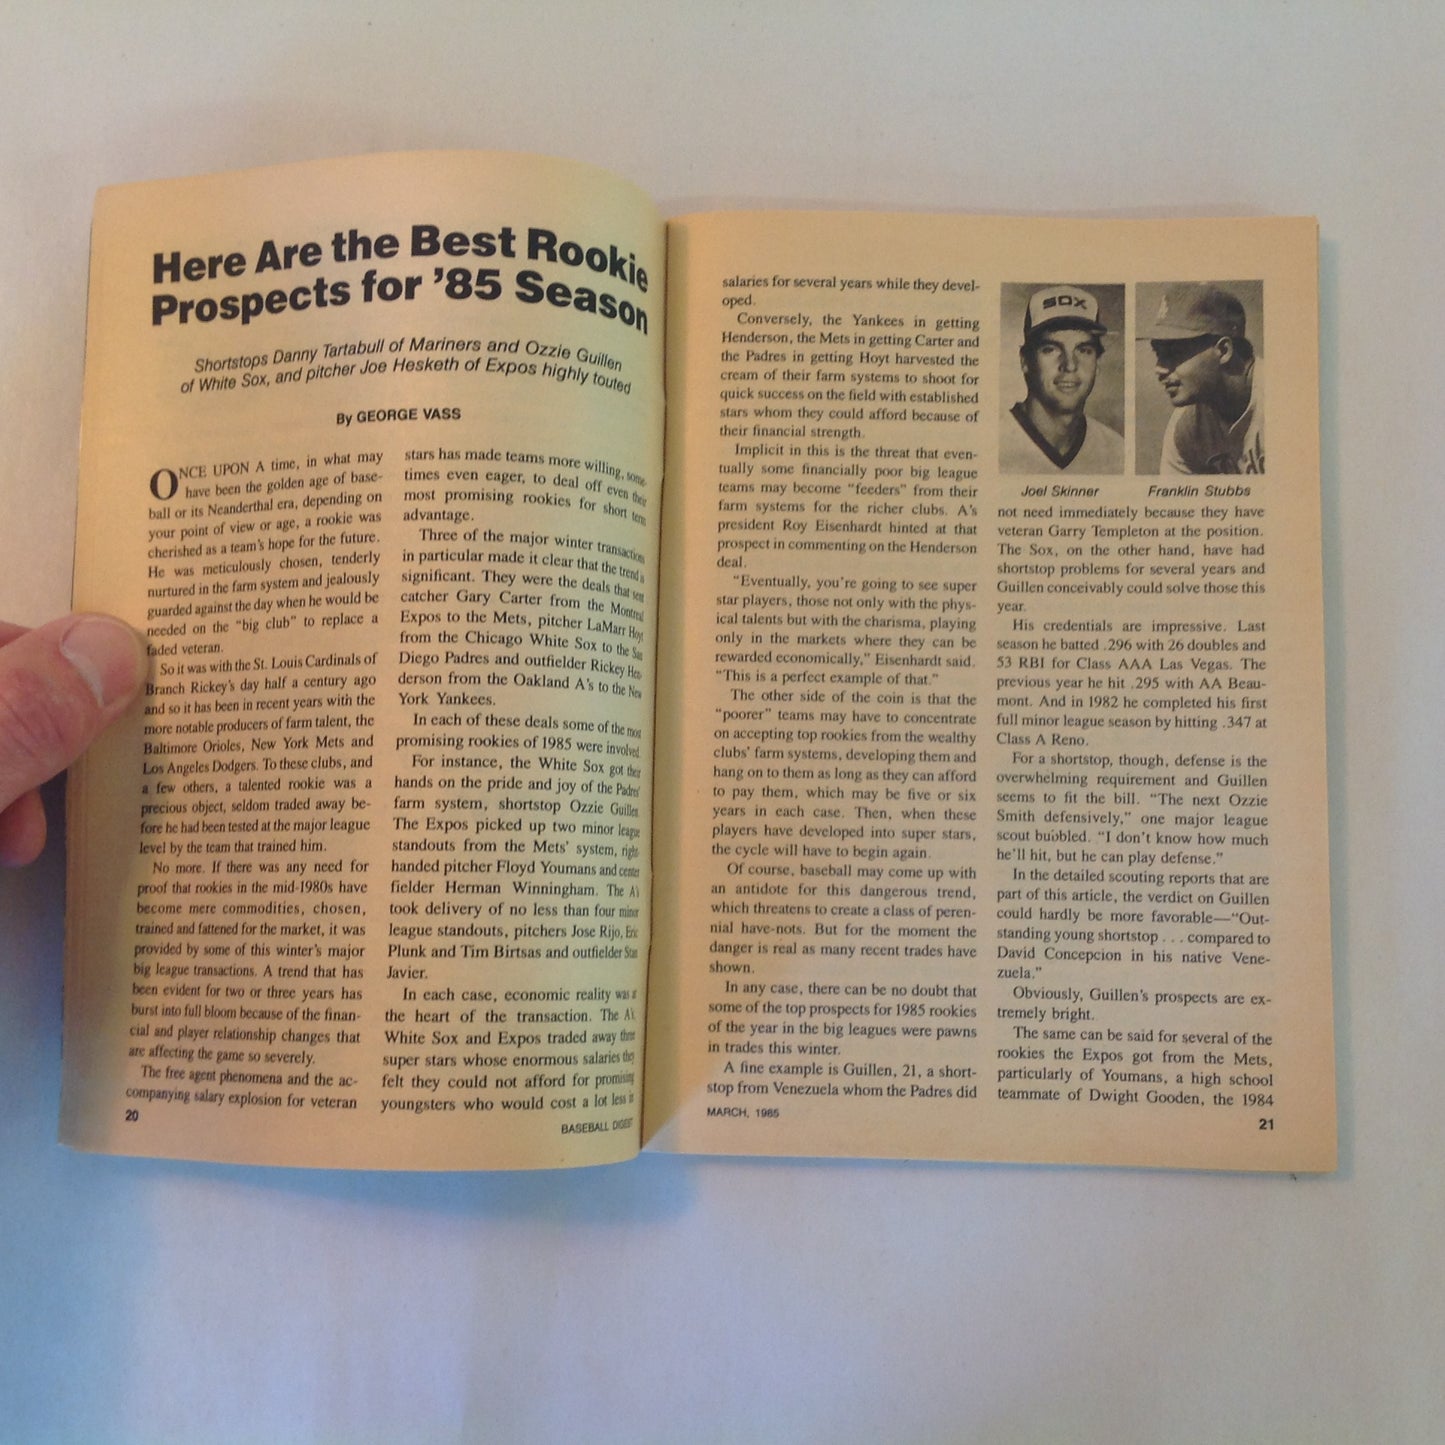 Here Are the Best Rookie
Prospects for '85 Season
Shortstops Danny Tartabull of Mariners and Ozzie Guillen
of White Sox, and pitcher Joe Hesketh of Expos highly touted
By GEORGE VASS
ONCE UPON A time, in what may
have been the golden age of base-
ball or its Neanderthal era, depending on
your point of view or age, a rookie was
cherished as a team's hope for the future.
He was meticulously chosen, tenderly
nurtured in the farm system and jealously
guarded against the day when he would be
needed on the "big club" to replace a
faded veteran.
So it was with the St. Louis Cardinals of
Branch Rickey's day half a century ago
and so it has been in recent years with the
more notable producers of farm talent, the
Baltimore Orioles, New York Mets and
Los Angeles Dodgers. To these clubs, and
a few others, a talented rookie was a
precious object, seldom traded away be-
fore he had been tested at the major league
level by the team that trained him.
No more. If there was any need for
proof that rookies in the mid-1980s have
become mere commodities, chosen,
trained and fattened for the market, it was
provided by some of this winter's major
big league transactions. A trend that has
been evident for two or three years has
burst into full bloom because of the finan-
cial and player relationship changes that
are affecting the game so severely.
The free agent phenomena and the ac-
companying salary explosion for veteran
stars has made teams more willing, some-
times even eager, to deal off even their
most promising rookies for short term
advantage.
Three of the major winter transactions
in particular made it clear that the trend is
significant. They were the deals that sent
catcher Gary Carter from the Montreal
Expos to the Mets, pitcher LaMarr Hoyt
from the Chicago White Sox to the San
Diego Padres and outfielder Rickey Hen-
derson from the Oakland A's to the New
York Yankees.
In each of these deals some of the most
promising rookies of 1985 were involved.
For instance, the White Sox got their
hands on the pride and joy of the Padres'
farm system, shortstop Ozzie Guillen.
The Expos picked up two minor league
standouts from the Mets' system, right-
handed pitcher Floyd Youmans and center
fielder Herman Winningham. The A's
took delivery of no less than four minor
league standouts, pitchers Jose Rijo, Eric
Plunk and Tim Birtsas and outfielder Stan
Javier.
In each case, economic reality was at
the heart of the transaction. The A's,
White Sox and Expos traded away three
super stars whose enormous salaries they
felt they could not afford for promising
youngsters who would cost a lot less in
20
BASEBALL DIGEST
salaries for several years while they devel-
oped.
Conversely, the Yankees in getting
Henderson, the Mets in getting Carter and
the Padres in getting Hoyt harvested the
cream of their farm systems to shoot for
quick success on the field with established
stars whom they could afford because of
their financial strength.
Implicit in this is the threat that even-
tually some financially poor big league
teams may become "feeders" from their
farm systems for the richer clubs. A's
president Roy Eisenhardt hinted at that
prospect in commenting on the Henderson
deal.
"Eventually, you're going to see super
star players, those not only with the phys-
ical talents but with the charisma, playing
only in the markets where they can be
rewarded economically," Eisenhardt said.
"This is a perfect example of that."
The other side of the coin is that the
"poorer" teams may have to concentrate
on accepting top rookies from the wealthy
clubs' farm systems, developing them and
hang on to them as long as they can afford
to pay them, which may be five or six
years in each case. Then, when these
players have developed into super stars,
the cycle will have to begin again.
Of course, baseball may come up with
an antidote for this dangerous trend,
which threatens to create a class of peren-
nial have-nots. But for the moment the
danger is real as many recent trades have
shown.
In any case, there can be no doubt that
some of the top prospects for 1985 rookies
of the year in the big leagues were pawns
in trades this winter.
A fine example is Guillen, 21, a short-
stop from Venezuela whom the Padres did
MARCH, 1985
SOX
Joel Skinner
Franklin Stubbs
not need immediately because they have
veteran Garry Templeton at the position.
The Sox, on the other hand, have had
shortstop problems for several years and
Guillen conceivably could solve those this
year.
His credentials are impressive. Last
season he batted .296 with 26 doubles and
53 RBI for Class AAA Las Vegas. The
previous year he hit .295 with AA Beau-
mont. And in 1982 he completed his first
full minor league season by hitting .347 at
Class A Reno.
For a shortstop, though, defense is the
overwhelming requirement and Guillen
seems to fit the bill. "The next Ozzie
Smith defensively," one major league
scout bubbled. "I don't know how much
he'll hit, but he can play defense."
In the detailed scouting reports that are
part of this article, the verdict on Guillen
could hardly be more favorable—"Out-
standing young shortstop . . . compared to
David Concepcion in his native Vene-
zuela."
Obviously, Guillen's prospects are ex-
tremely bright.
The same can be said for several of the
rookies the Expos got from the Mets,
particularly of Youmans, a high school
teammate of Dwight Gooden, the 1984
21